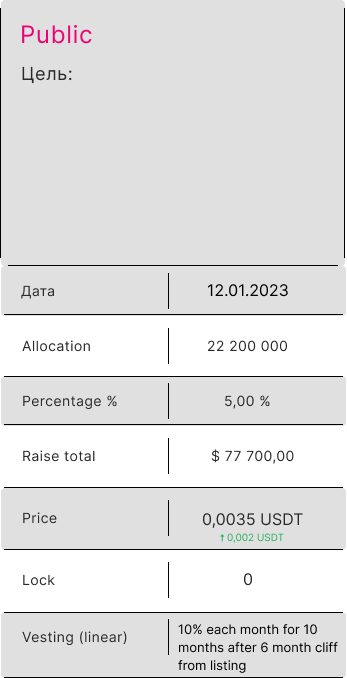 Public
Цель:
Дата 12.01.2023
Allocation 22 200 000
Percentage % 5,00 %
Raise total $ 77 700,00
Price 0,0035 USDT
↑ 0,002 USDT
Lock 0
Vesting (linear) 10% each month for 10
months after 6 month cliff
from listing